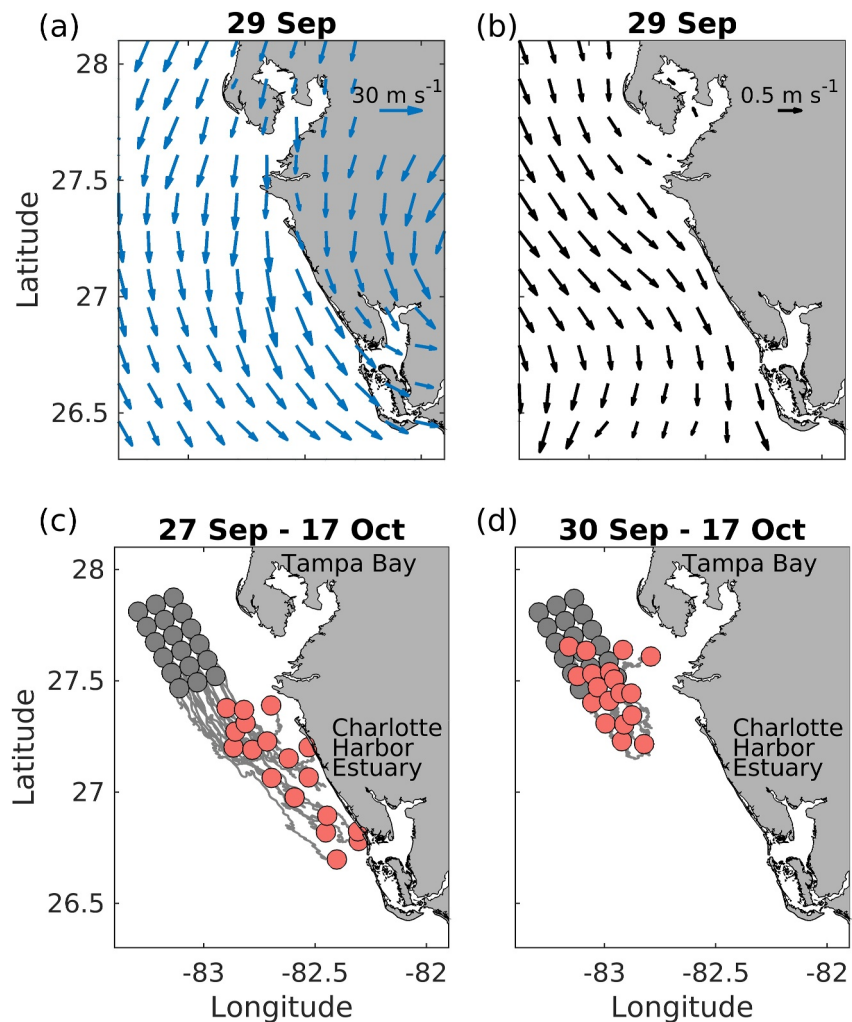 (a)
29 Sep
(b)
29 Sep
Latitude
28
27.5
27
26.5
30 m s-1
0.5 m s-1
(c)
27 Sep - 17 Oct
(d)
30 Sep - 17 Oct
Latitude
28
27.5
27
26.5
Tampa Bay
Charlotte
Harbor
Estuary
Tampa Bay
Charlotte
Harbor
Estuary
-83
-82.5
-82
-83
-82.5
-82
Longitude
Longitude